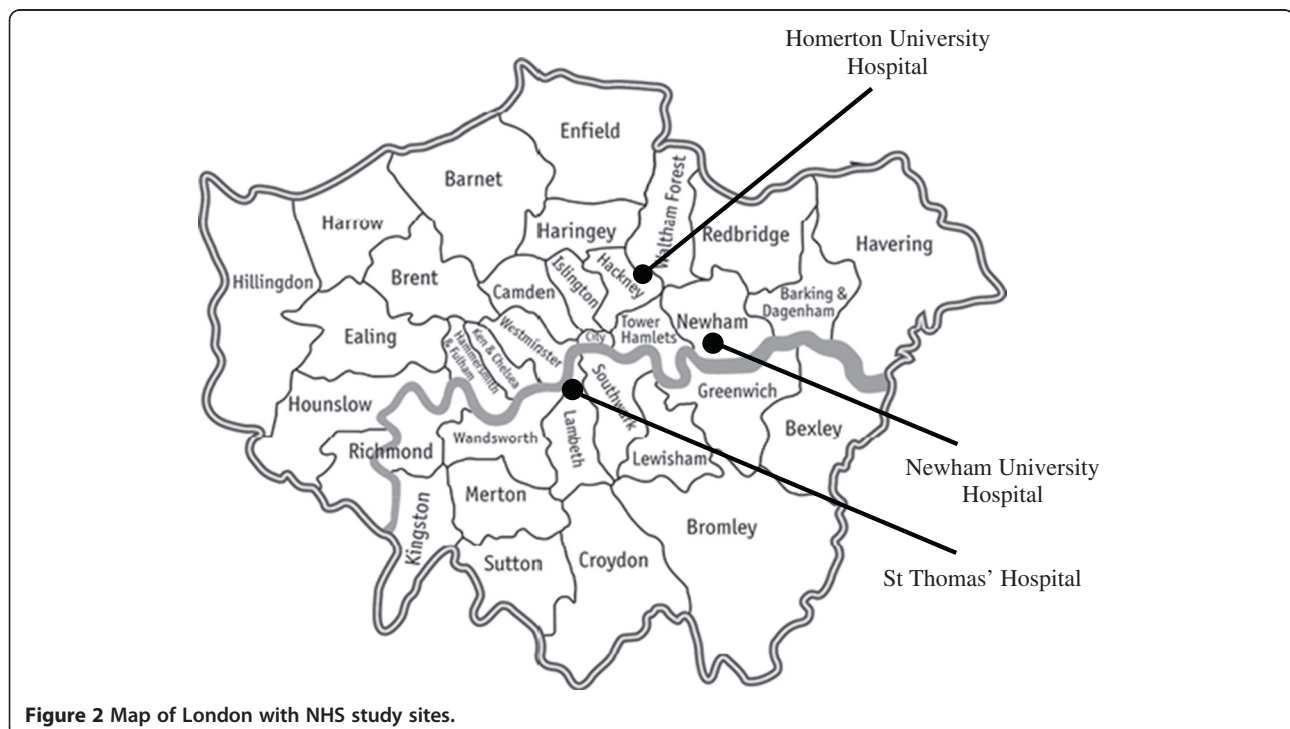 Homerton University
Hospital
Enfield
Barnet
Waltham Forest
Harrow
Haringey
Redbridge
Havering
Hillingdon
Brent
Camden
Islington
Hackney
Barking &
Dagenham
Ealing
Hammersmith
& Fulham
Ken & Chelsea
Westminster
City
Tower
Hamlets
Newham
Hounslow
Southwark
Greenwich
Richmond
Wandsworth
Lambeth
Lewisham
Bexley
Newham University
Hospital
Kingston
Merton
Bromley
Sutton
Croydon
St Thomas’ Hospital
Figure 2 Map of London with NHS study sites.